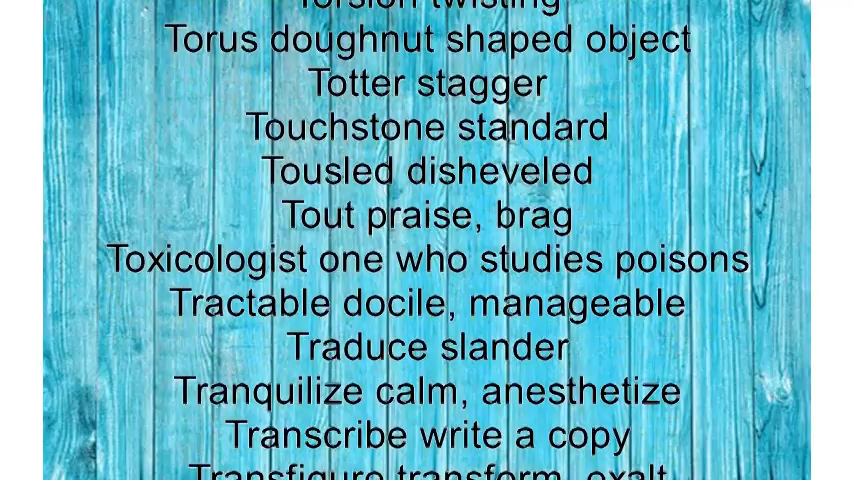 Torsion twisting
Torus doughnut shaped object
Totter stagger
Touchstone standard
Tousled disheveled
Tout praise, brag
Toxicologist one who studies poisons
Tractable docile, manageable
Traduce slander
Tranquilize calm, anesthetize
Transcribe write a copy
Transfigure transform, exalt